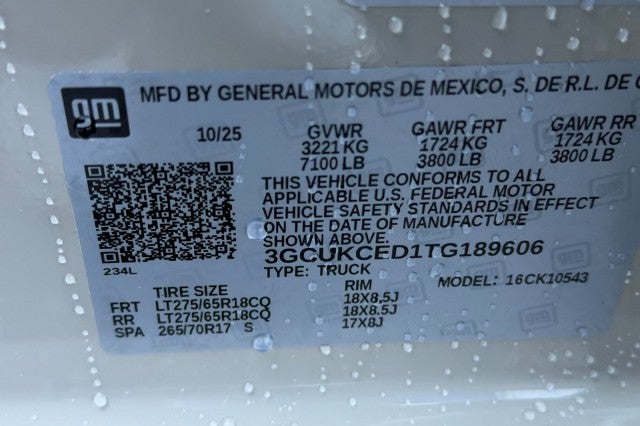 gm
MFD BY GENERAL MOTORS DE MEXICO, S. DE R.L. DE
10/25 GVWR GAWR FRT GAWR RR
3221 KG 1724 KG 1724 KG
7100 LB 3800 LB 3800 LB
THIS VEHICLE CONFORMS TO ALL
APPLICABLE U.S. FEDERAL MOTOR
VEHICLE SAFETY STANDARDS IN EFFECT
ON THE DATE OF MANUFACTURE
SHOWN ABOVE.
3GCUKCED1TG189606
234L TYPE: TRUCK MODEL: 16CK10543
TIRE SIZE RIM
FRT LT275/65R18CQ 18X8.5J
RR LT275/65R18CQ 18X8.5J
SPA 265/70R17 S 17X8J